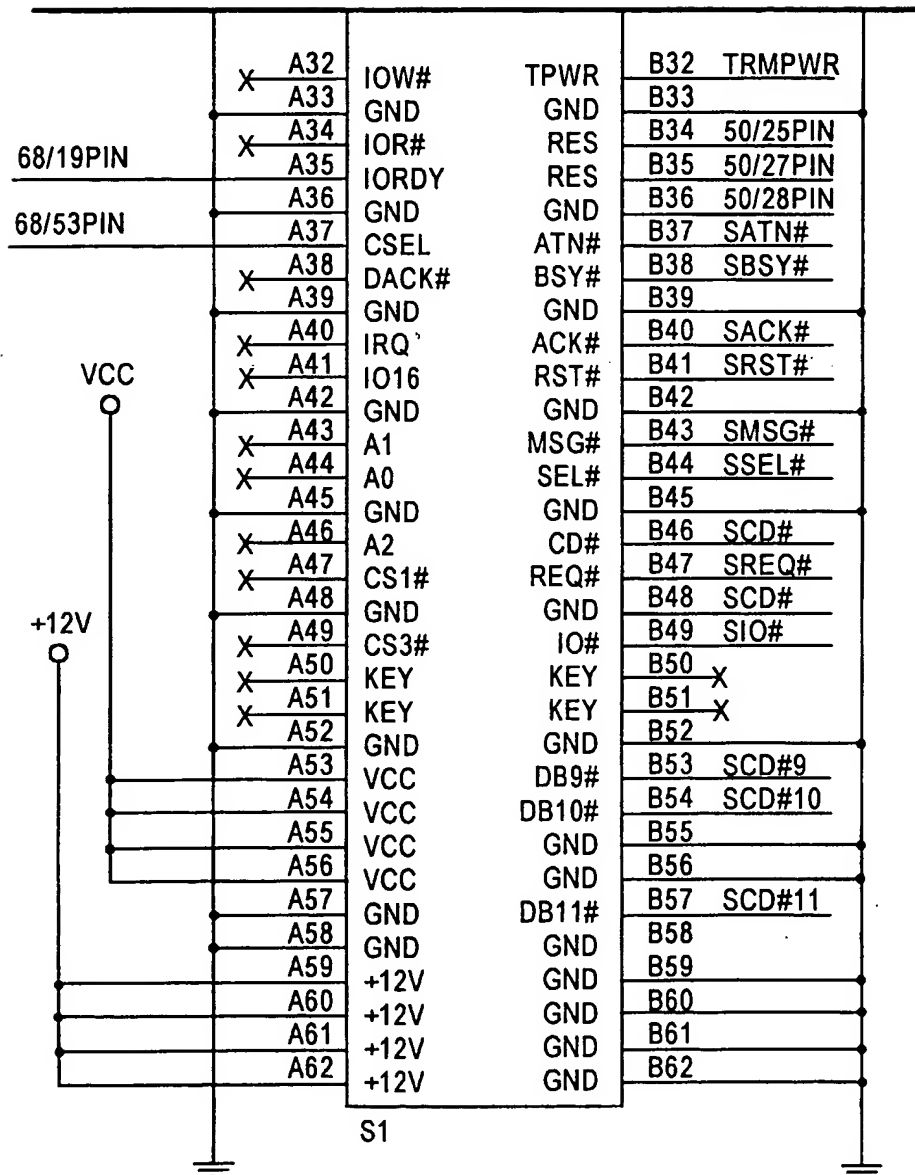 A32 IOW# TPWR B32 TRMPWR
A33 GND GND B33
A34 IOR# RES B34 50/25PIN
68/19PIN A35 IORDY RES B35 50/27PIN
A36 GND GND B36 50/28PIN
68/53PIN A37 CSEL ATN# B37 SATN#
A38 DACK# BSY# B38 SBSY#
A39 GND GND B39
A40 IRQ ACK# B40 SACK#
A41 IO16 RST# B41 SRST#
VCC
A42 GND GND B42
A43 A1 MSG# B43 SMSG#
A44 A0 SEL# B44 SSEL#
A45 GND GND B45
A46 A2 CD# B46 SCD#
A47 CS1# REQ# B47 SREQ#
A48 GND GND B48 SCD#
+12V
A49 CS3# IO# B49 SIO#
A50 KEY KEY B50
A51 KEY KEY B51
A52 GND GND B52
A53 VCC DB9# B53 SCD#9
A54 VCC DB10# B54 SCD#10
A55 VCC GND B55
A56 VCC GND B56
A57 GND DB11# B57 SCD#11
A58 GND GND B58
A59 +12V GND B59
A60 +12V GND B60
A61 +12V GND B61
A62 +12V GND B62
S1